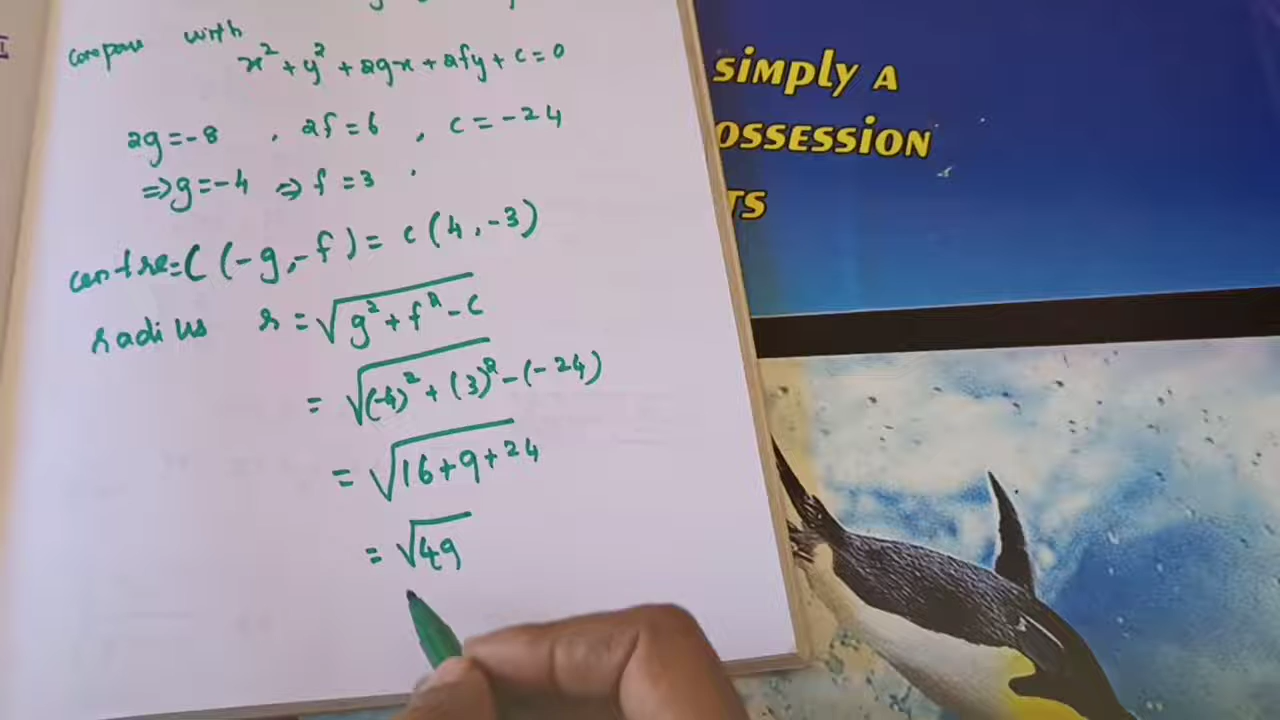 compare with
x² + y² + 2gx + 2fy + c = 0
2g = -8 , 2f = 6 , c = -24
⇒ g = -4 ⇒ f = 3 .
centre = C (-g, -f) = c (4, -3)
radius r = √(g² + f² - c
= √(-4)² + (3)² - (-24)
= √16 + 9 + 24
= √49
SIMPLY A
OSSESSION
TS